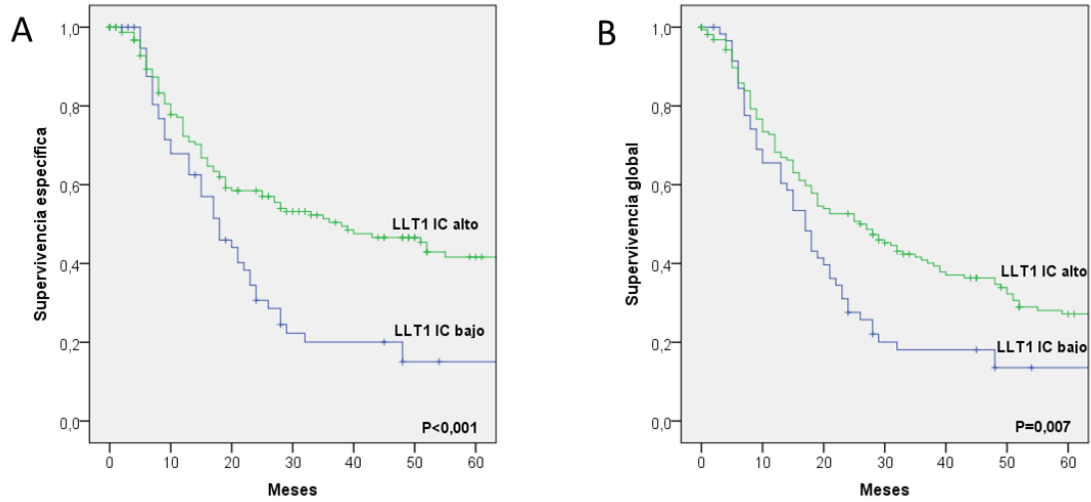 A
Supervivencia específica
1,0
0,8
0,6
0,4
0,2
0,0
LLT1 IC alto
LLT1 IC bajo
P<0,001
0 10 20 30 40 50 60
Meses
B
Supervivencia global
1,0
0,8
0,6
0,4
0,2
0,0
LLT1 IC alto
LLT1 IC bajo
P=0,007
0 10 20 30 40 50 60
Meses